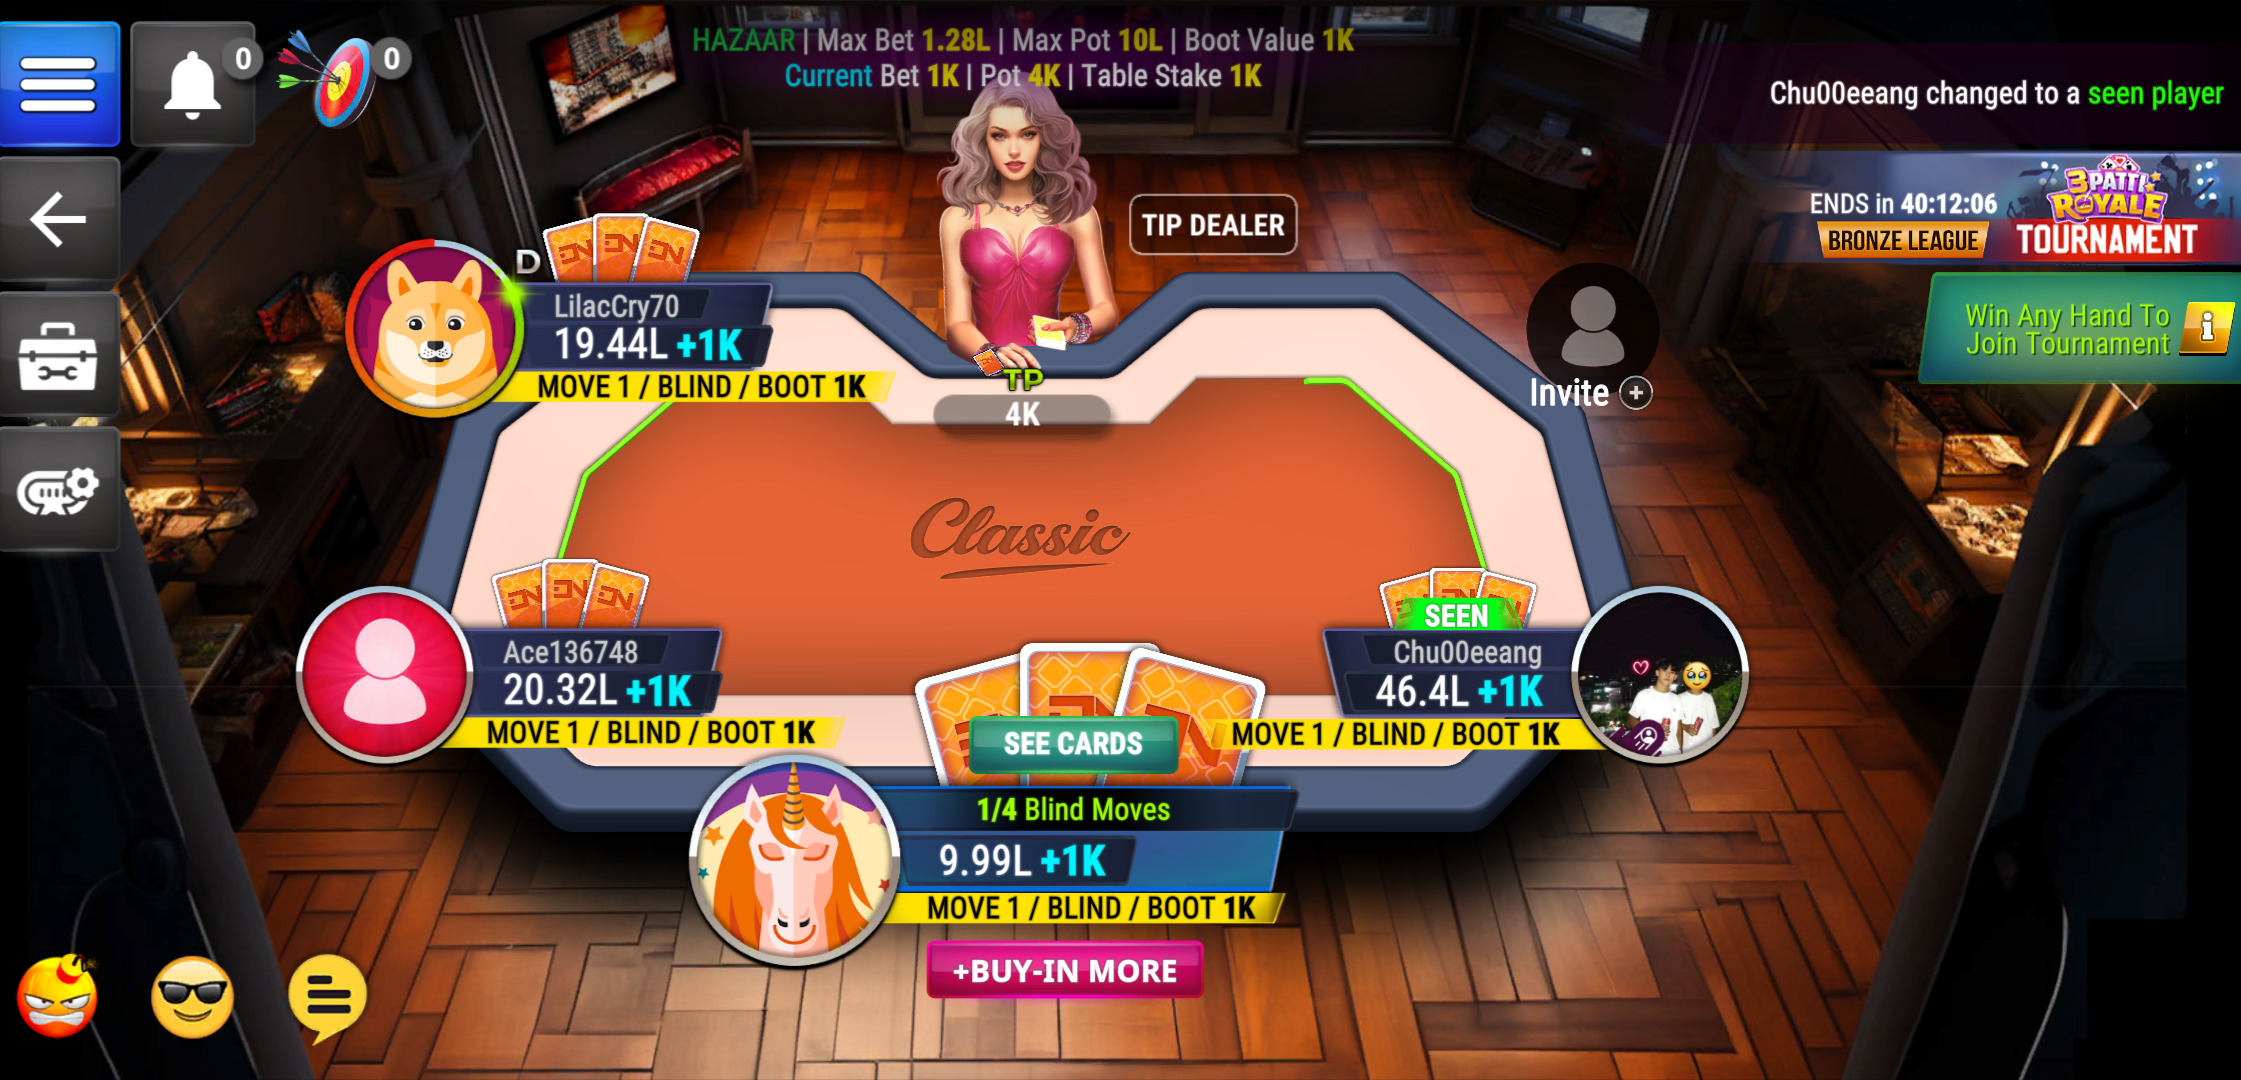 HAZAAR | Max Bet 1.28L | Max Pot 10L | Boot Value 1K
Current Bet 1K | Pot 4K | Table Stake 1K
0
0
Chu00eeang changed to a seen player
ENDS in 40:12:06
BRONZE LEAGUE
3 PATTI
ROYALE
TOURNAMENT
Win Any Hand To
Join Tournament
i
TIP DEALER
D
LilacCry70
19.44L +1K
MOVE 1 / BLIND / BOOT 1K
TP
4K
Invite +
Classic
Ace136748
20.32L +1K
MOVE 1 / BLIND / BOOT 1K
SEEN
Chu00eeang
46.4L +1K
MOVE 1 / BLIND / BOOT 1K
SEE CARDS
1/4 Blind Moves
9.99L +1K
MOVE 1 / BLIND / BOOT 1K
+BUY-IN MORE